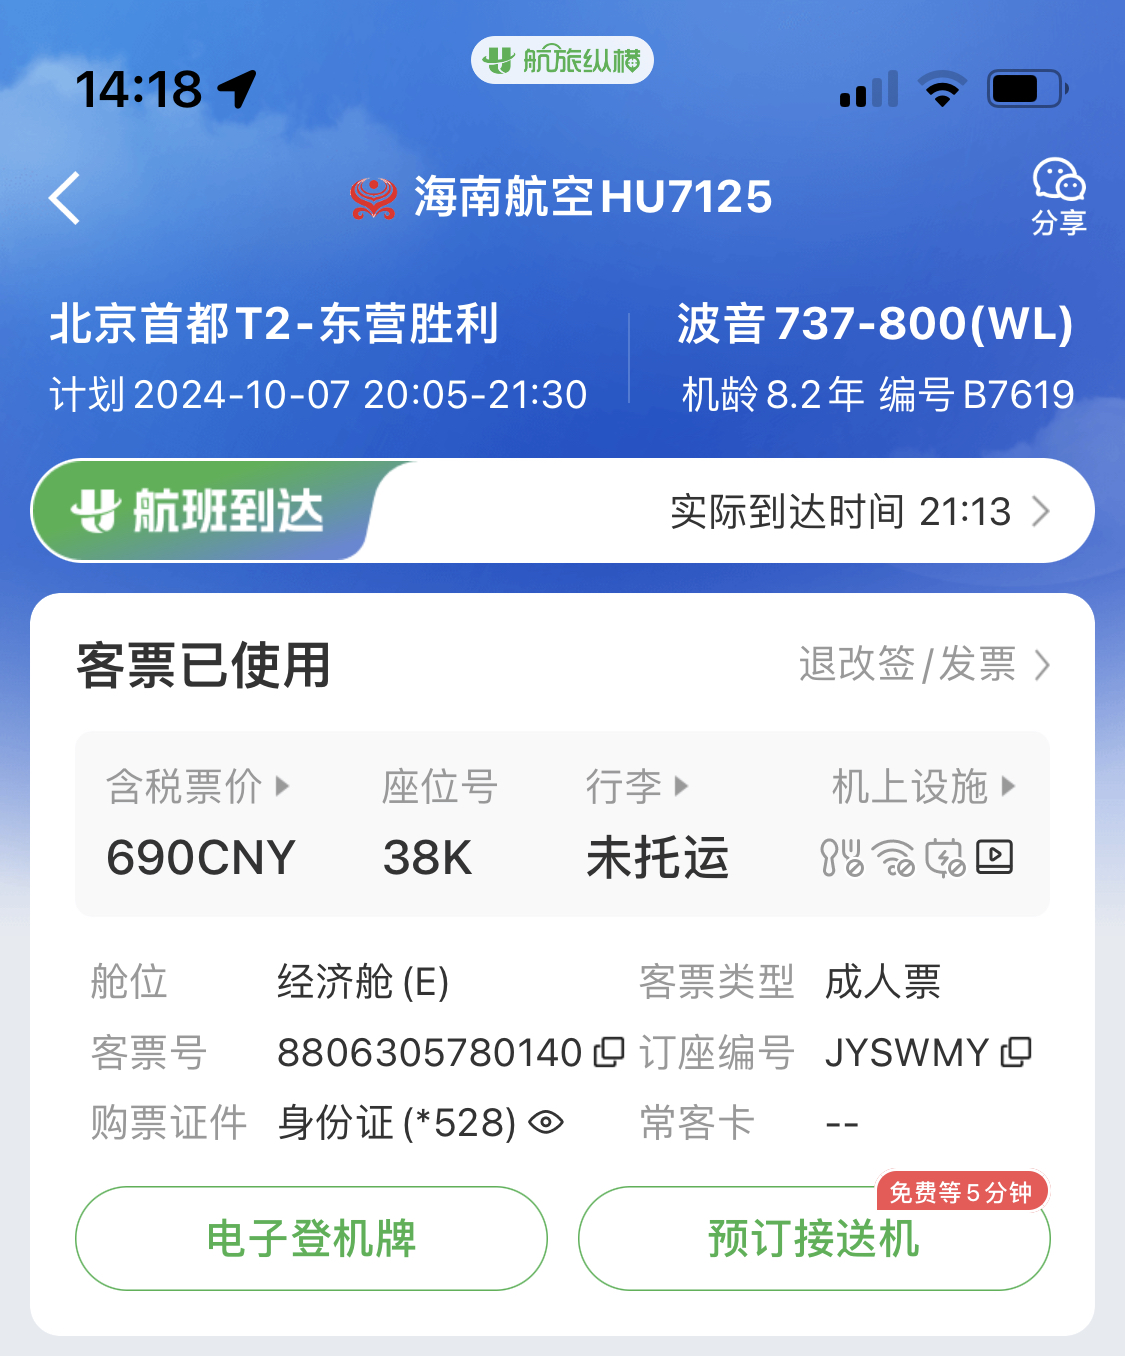 航旅纵横
14:18
海南航空HU7125
分享
北京首都T2-东营胜利
波音737-800(WL)
计划2024-10-07 20:05-21:30
机龄8.2年 编号B7619
航班到达
实际到达时间 21:13
客票已使用
退改签/发票
含税票价 座位号 行李 机上设施
690CNY 38K 未托运
舱位 经济舱(E) 客票类型 成人票
客票号 8806305780140 订座编号 JYSWMY
购票证件 身份证(*528) 常客卡 --
免费等5分钟
电子登机牌 预订接送机